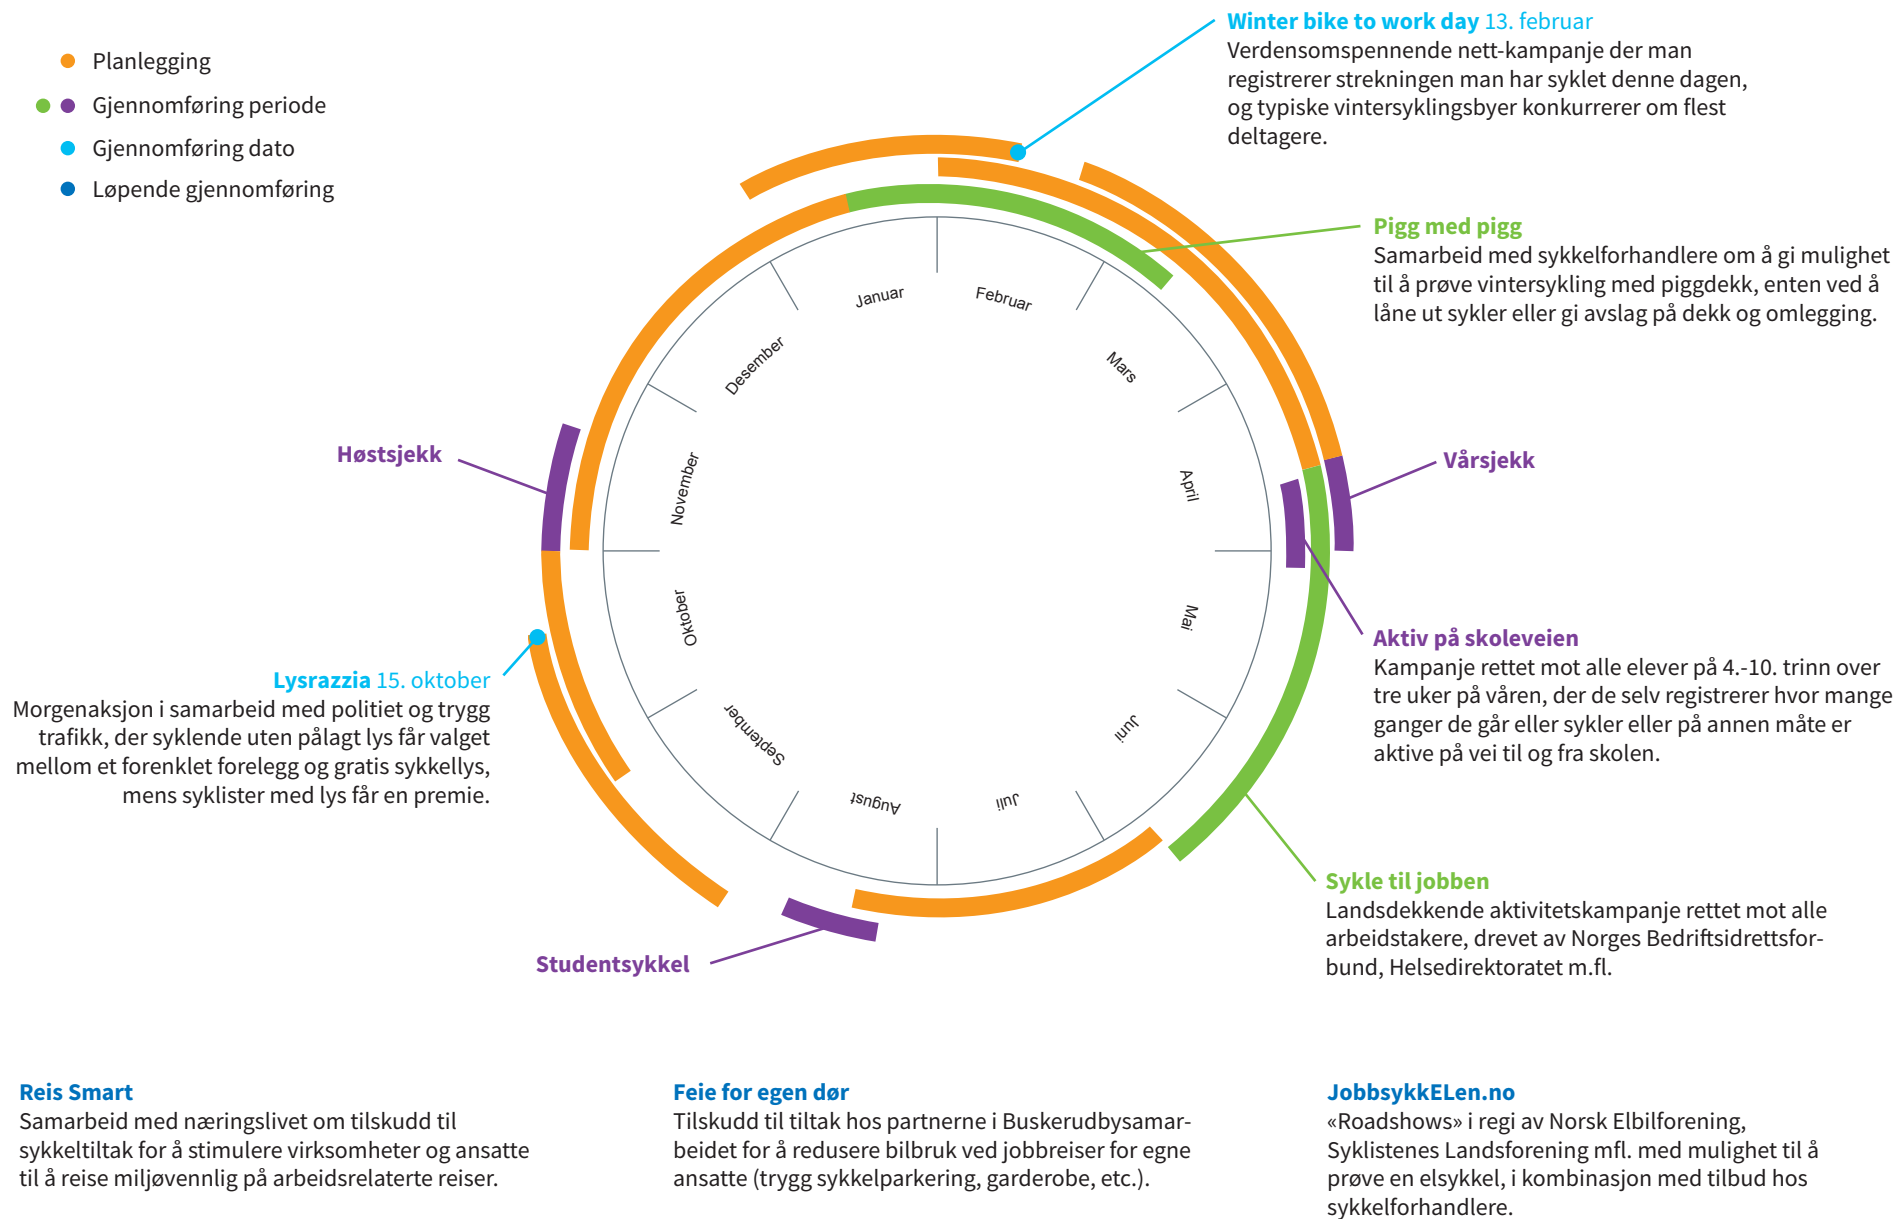 Planlegging
Gjennomføring periode
Gjennomføring dato
Løpende gjennomføring
Winter bike to work day 13. februar
Verdensomspennende nett-kampanje der man
registrerer strekningen man har syklet denne dagen,
og typiske vintersyklingsbyer konkurrerer om flest
deltagere.
Pigg med pigg
Samarbeid med sykkelforhandlere om å gi mulighet
til å prøve vintersykling med piggdekk, enten ved å
låne ut sykler eller gi avslag på dekk og omlegging.
Januar
Februar
Mars
April
Mai
Juni
Juli
August
September
Oktober
November
Desember
Høstsjekk
Vårsjekk
Aktiv på skoleveien
Kampanje rettet mot alle elever på 4.-10. trinn over
tre uker på våren, der de selv registrerer hvor mange
ganger de går eller sykler eller på annen måte er
aktive på vei til og fra skolen.
Lysrazzia 15. oktober
Morgenaksjon i samarbeid med politiet og trygg
trafikk, der syklende uten pålagt lys får valget
mellom et forenklet forelegg og gratis sykkellys,
mens syklister med lys får en premie.
Sykle til jobben
Landsdekkende aktivitetskampanje rettet mot alle
arbeidstakere, drevet av Norges Bedriftsidrettsfor-
bund, Helsedirektoratet m.fl.
Studentsykkel
Reis Smart
Samarbeid med næringslivet om tilskudd til
sykkeltiltak for å stimulere virksomheter og ansatte
til å reise miljøvennlig på arbeidsrelaterte reiser.
Feie for egen dør
Tilskudd til tiltak hos partnerne i Buskerudbysamar-
beidet for å redusere bilbruk ved jobbreiser for egne
ansatte (trygg sykkelparkering, garderobe, etc.).
JobbsykkELen.no
«Roadshows» i regi av Norsk Elbilforening,
Syklistenes Landsforening mfl. med mulighet til å
prøve en elsykkel, i kombinasjon med tilbud hos
sykkelforhandlere.